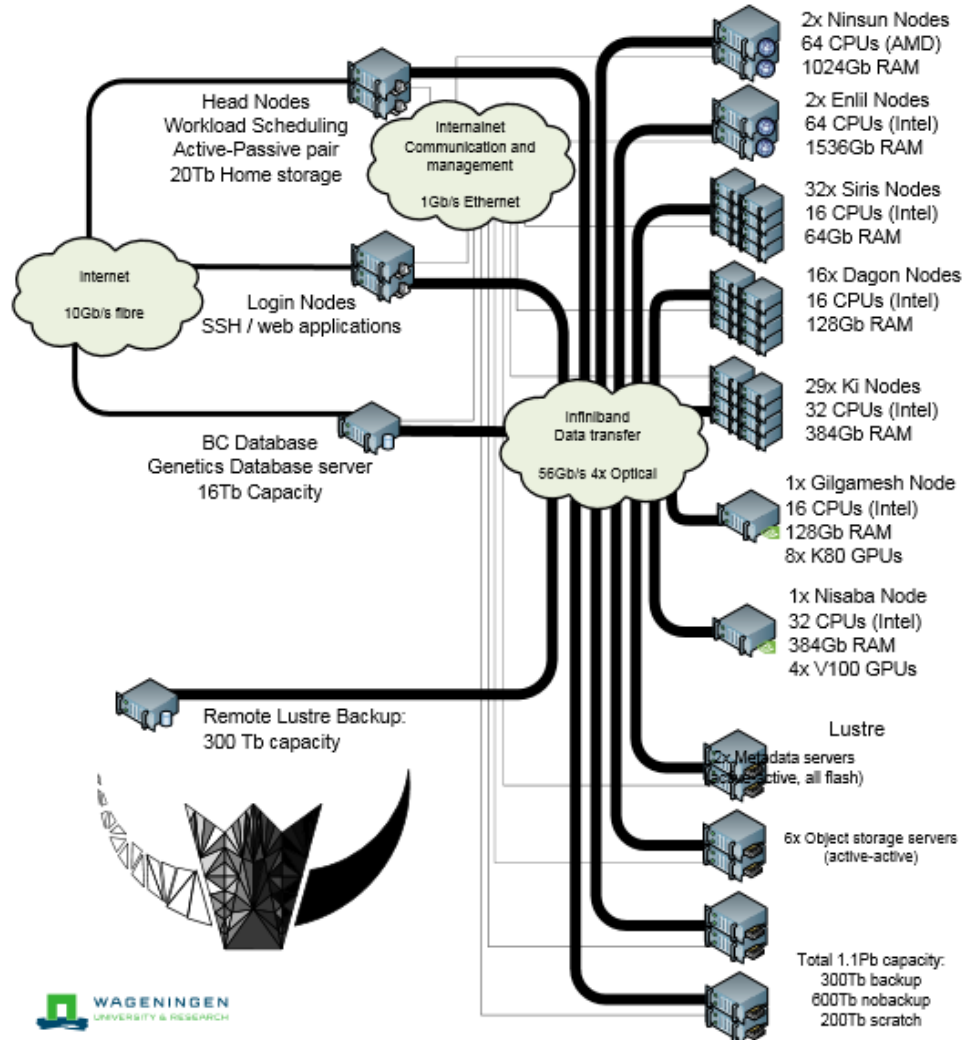 Head Nodes
Workload Scheduling
Active-Passive pair
20Tb Home storage
Internalnet
Communication and
management
1Gb/s Ethernet
Internet
10Gb/s fibre
Login Nodes
SSH / web applications
BC Database
Genetics Database server
16Tb Capacity
Infiniband
Data transfer
56Gb/s 4x Optical
Remote Lustre Backup:
300 Tb capacity
2x Ninsun Nodes
64 CPUs (AMD)
1024Gb RAM
2x Enlil Nodes
64 CPUs (Intel)
1536Gb RAM
32x Siris Nodes
16 CPUs (Intel)
64Gb RAM
16x Dagon Nodes
16 CPUs (Intel)
128Gb RAM
29x Ki Nodes
32 CPUs (Intel)
384Gb RAM
1x Gilgamesh Node
16 CPUs (Intel)
128Gb RAM
8x K80 GPUs
1x Nisaba Node
32 CPUs (Intel)
384Gb RAM
4x V100 GPUs
Lustre
2x Metadata servers
(active-active, all flash)
6x Object storage servers
(active-active)
Total 1.1Pb capacity:
300Tb backup
600Tb nobackup
200Tb scratch
WAGENINGEN
UNIVERSITY & RESEARCH